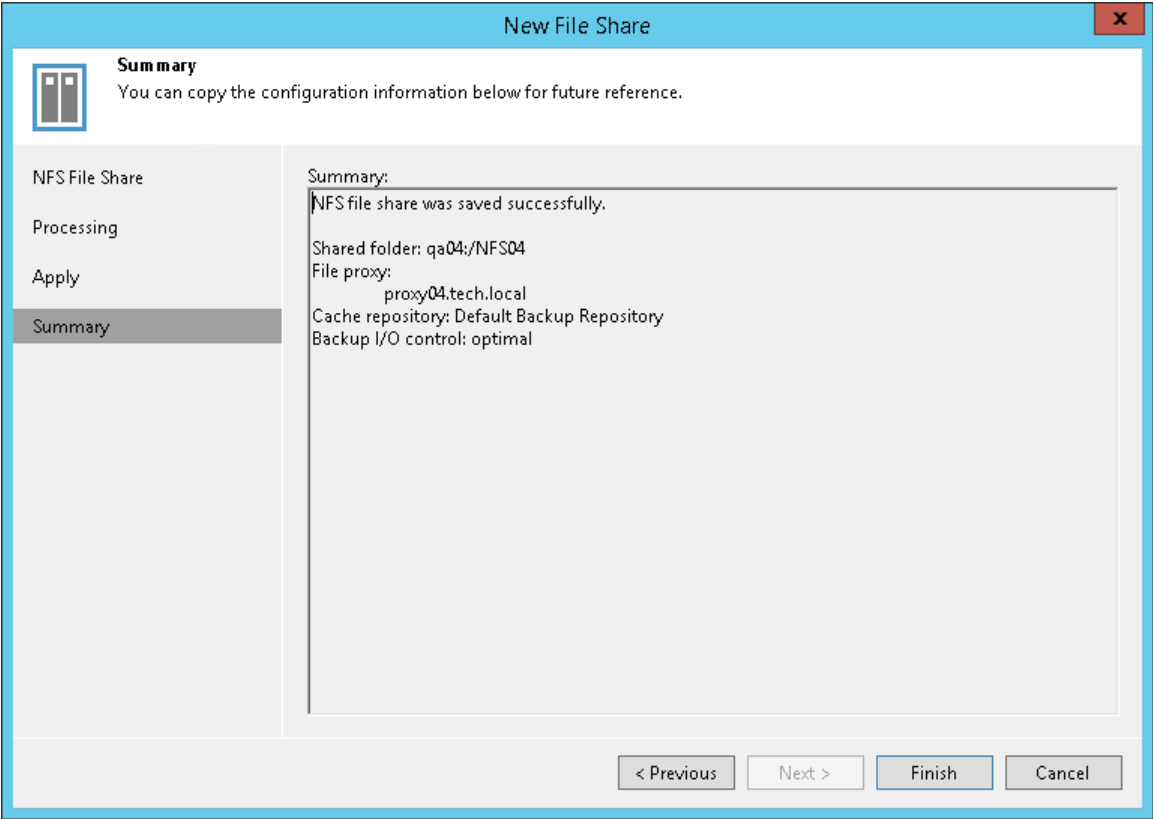 New File Share
x
Summary
You can copy the configuration information below for future reference.
NFS File Share
Processing
Apply
Summary
Summary:
NFS file share was saved successfully.
Shared folder: qa04:/NFS04
File proxy:
proxy04.tech.local
Cache repository: Default Backup Repository
Backup I/O control: optimal
< Previous
Next >
Finish
Cancel